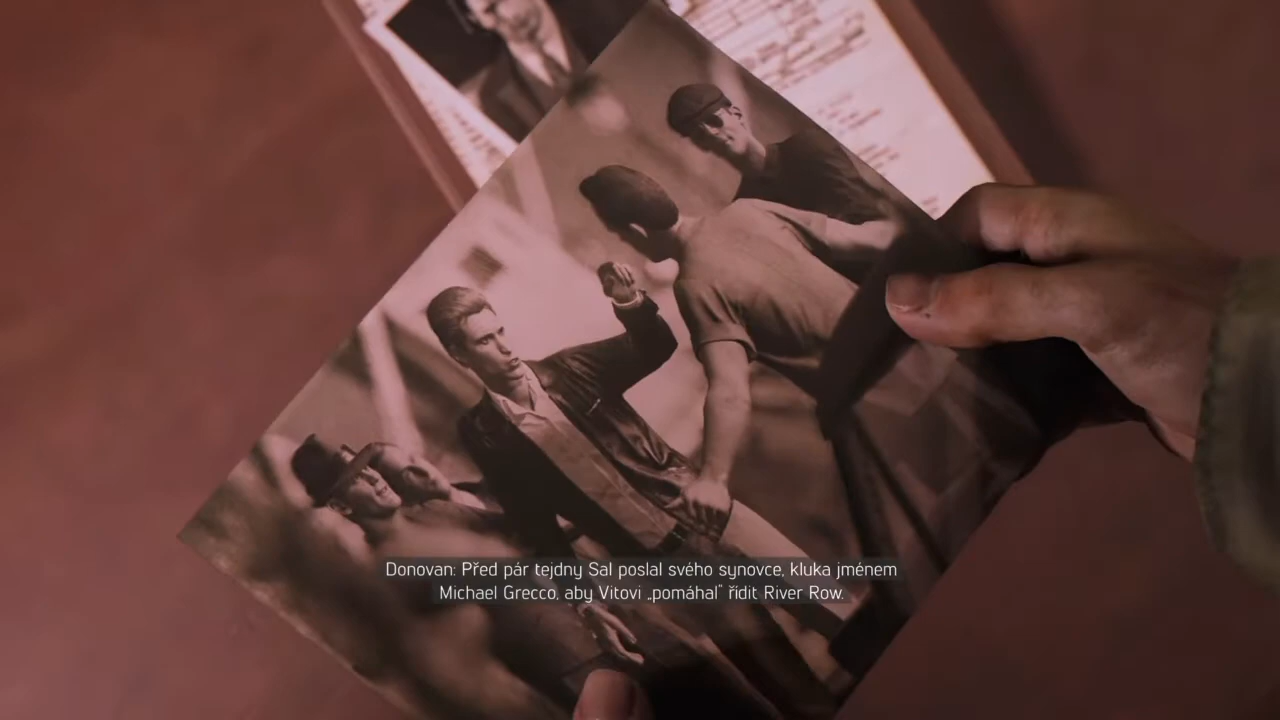 Donovan: Před pár tejdny Sal poslal svého synovce, kluka jménem
Michael Grecco, aby Vitovi „pomáhal“ řídit River Row.